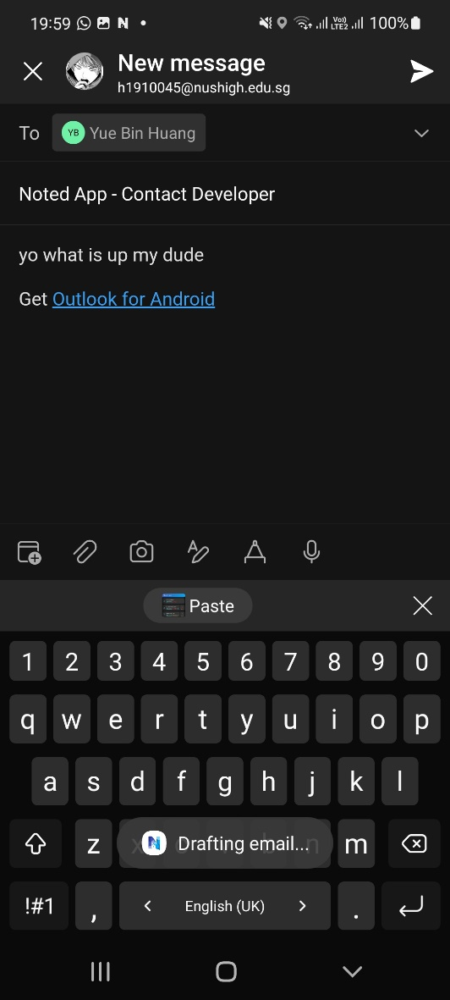 19:59 N Vo)) LTE2 100%
New message
h1910045@nushigh.edu.sg
To YB Yue Bin Huang
Noted App - Contact Developer
yo what is up my dude
Get Outlook for Android
Paste
1 2 3 4 5 6 7 8 9 0
q w e r t y u i o p
a s d f g h j k l
z N Drafting email... m
!#1 , < English (UK) > .